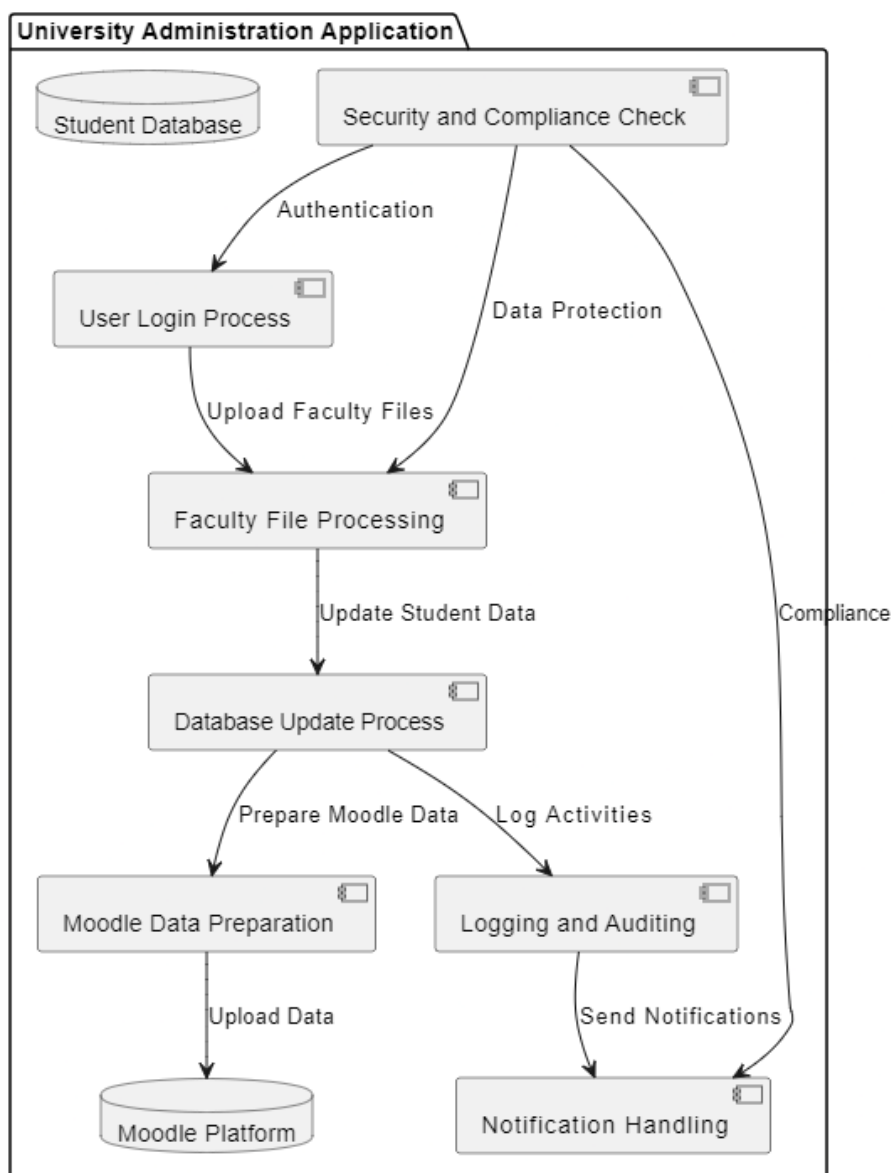 University Administration Application
Student Database
Security and Compliance Check
Authentication
User Login Process
Data Protection
Upload Faculty Files
Faculty File Processing
Update Student Data
Compliance
Database Update Process
Prepare Moodle Data
Log Activities
Moodle Data Preparation
Logging and Auditing
Upload Data
Send Notifications
Moodle Platform
Notification Handling